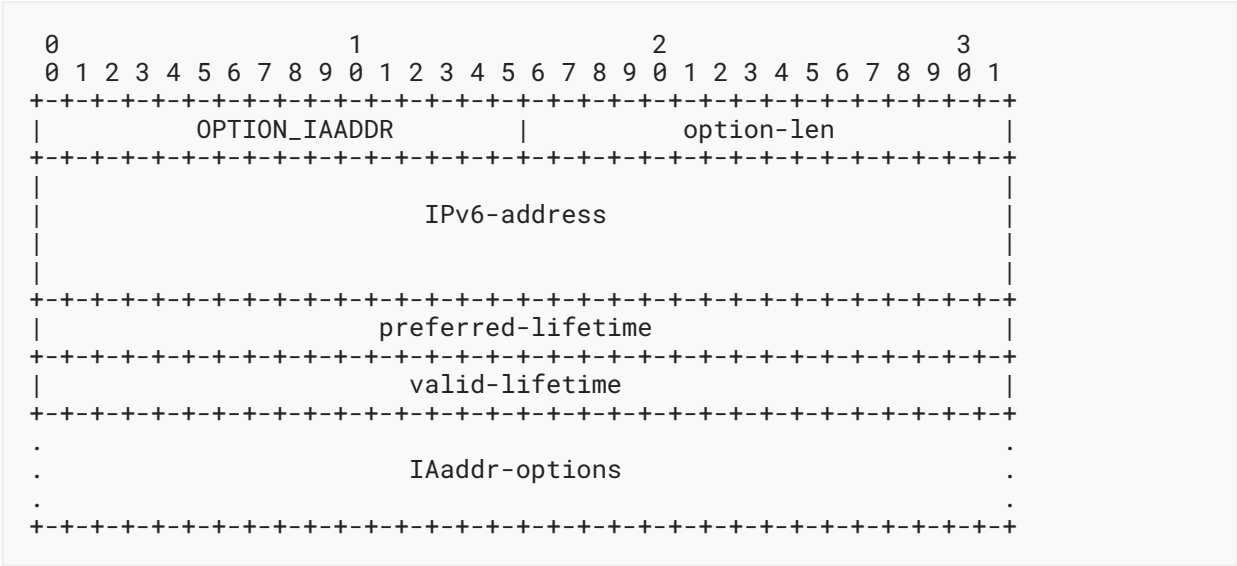 0                   1                   2                   3
 0 1 2 3 4 5 6 7 8 9 0 1 2 3 4 5 6 7 8 9 0 1 2 3 4 5 6 7 8 9 0 1
+-+-+-+-+-+-+-+-+-+-+-+-+-+-+-+-+-+-+-+-+-+-+-+-+-+-+-+-+-+-+-+-+
|          OPTION_IAADDR        |          option-len           |
+-+-+-+-+-+-+-+-+-+-+-+-+-+-+-+-+-+-+-+-+-+-+-+-+-+-+-+-+-+-+-+-+
|                                                               |
|                         IPv6-address                          |
|                                                               |
|                                                               |
+-+-+-+-+-+-+-+-+-+-+-+-+-+-+-+-+-+-+-+-+-+-+-+-+-+-+-+-+-+-+-+-+
|                      preferred-lifetime                       |
+-+-+-+-+-+-+-+-+-+-+-+-+-+-+-+-+-+-+-+-+-+-+-+-+-+-+-+-+-+-+-+-+
|                        valid-lifetime                         |
+-+-+-+-+-+-+-+-+-+-+-+-+-+-+-+-+-+-+-+-+-+-+-+-+-+-+-+-+-+-+-+-+
.                                                               .
.                        IAaddr-options                         .
.                                                               .
+-+-+-+-+-+-+-+-+-+-+-+-+-+-+-+-+-+-+-+-+-+-+-+-+-+-+-+-+-+-+-+-+